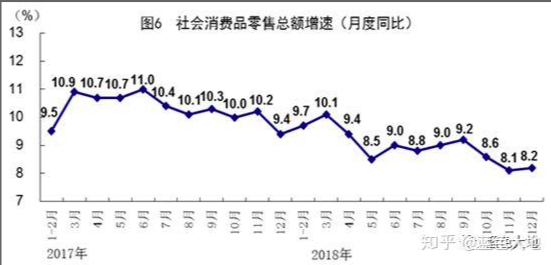 图6 社会消费品零售总额增速（月度同比）
（%）
13
12
11
10
9
8
7
9.5
10.9
10.7
10.7
11.0
10.4
10.1
10.3
10.0
10.2
9.4
9.7
10.1
9.4
8.5
9.0
8.8
9.0
9.2
8.6
8.1
8.2
1-2月
3月
4月
5月
6月
7月
8月
9月
10月
11月
12月
1-2月
3月
4月
5月
6月
7月
8月
9月
10月
11月
12月
2017年
2018年
知乎 @蓝色大地